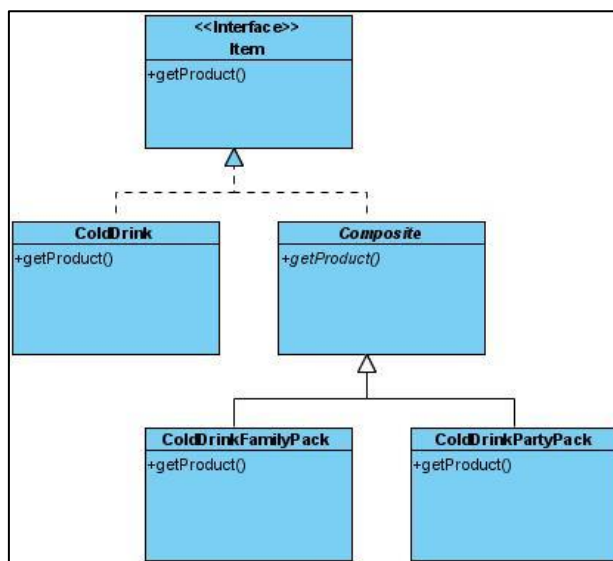 <<Interface>>
Item
+getProduct()
ColdDrink
+getProduct()
Composite
+getProduct()
ColdDrinkFamilyPack
+getProduct()
ColdDrinkPartyPack
+getProduct()